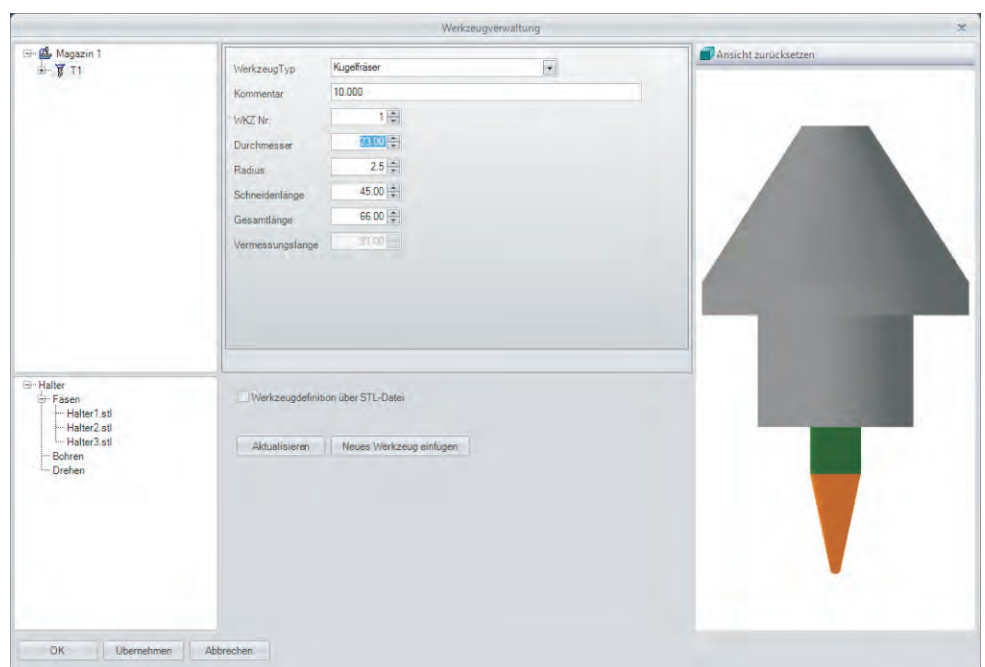 Werkzeugverwaltung
Magazin 1
T1
WerkzeugTyp Kugelfräser
Kommentar 10.000
WKZ Nr. 1
Durchmesser 23.00
Radius 2.5
Schneidenlänge 45.00
Gesamtlänge 66.00
Vermessungslänge 91.00
Ansicht zurücksetzen
Halter
Fäsen
Halter1.stl
Halter2.stl
Halter3.stl
Bohren
Drehen
Werkzeugdefinition über STL-Datei
Aktualisieren Neues Werkzeug einfügen
OK Übernehmen Abbrechen